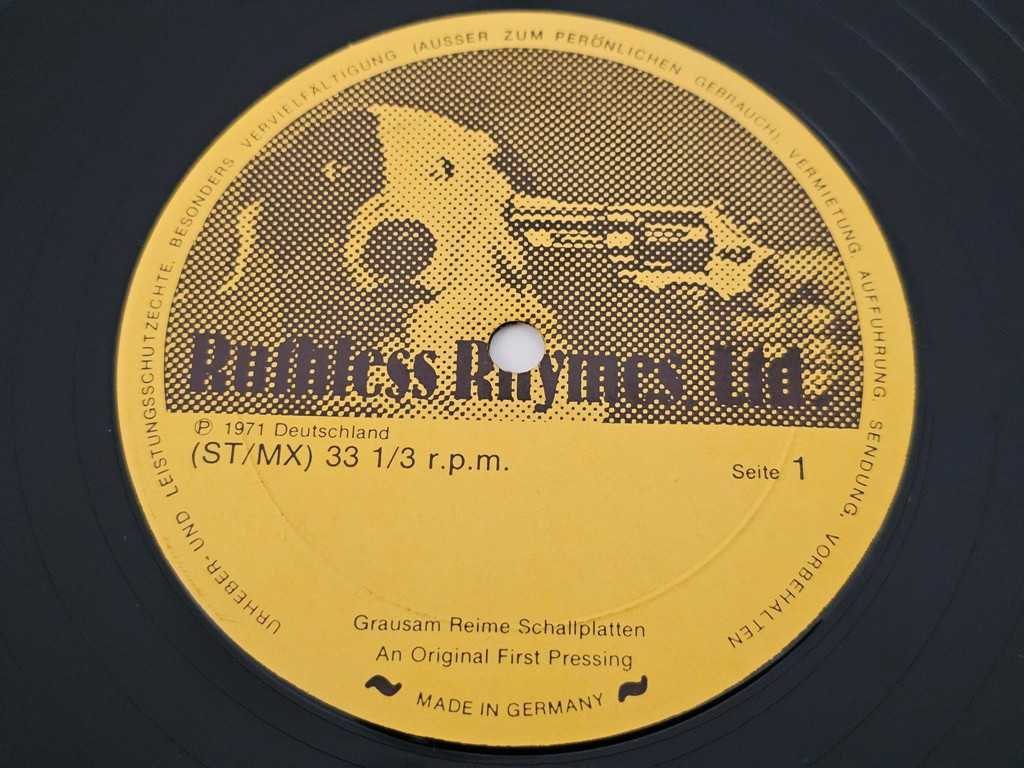 URHEBER- UND LEISTUNGSSCHUTZECHTE. BESONDERS VERVIELFÄLTIGUNG (AUSSER ZUM PERÖNLICHEN GEBRAUCH), VERMIETUNG. AUFFUHRUNG. SENDUNG. VORBEHALTEN
Ruthless Rhymes. Ltd.
℗ 1971 Deutschland
(ST/MX) 33 1/3 r.p.m.
Seite 1
Grausam Reime Schallplatten
An Original First Pressing
MADE IN GERMANY